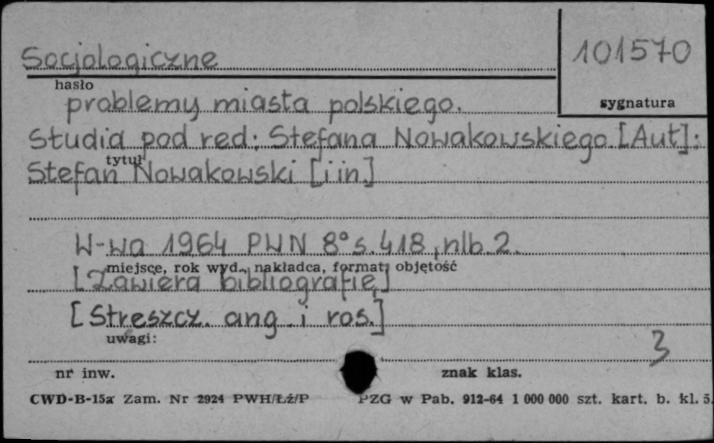 Socjologiczne 101570
hasło
problemy miasta polskiego. sygnatura
Studia pod red: Stefana Nowakowskiego. [Aut]:
tytuł
Stefan Nowakowski [i in]
W-wa 1964 PWN 8° s. 418, nlb. 2.
miejsce, rok wyd., nakładca, format, objętość
[Zawiera bibliografię]
[Streszcz. ang. i ros.]
uwagi:
3
nr inw. znak klas.
CWD-B-15a Zam. Nr 2924 PWH/Łź/P PZG w Pab. 912-64 1 000 000 szt. kart. b. kl. 5.